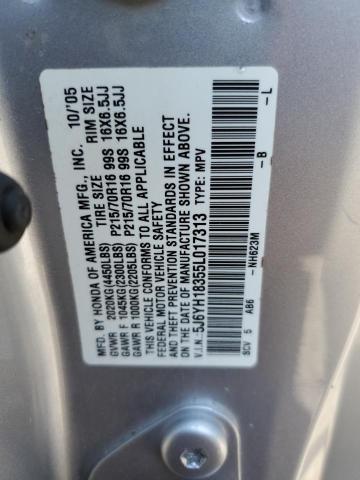 MFD. BY HONDA OF AMERICA MFG., INC. 10/'05
TIRE SIZE RIM SIZE
GVWR 2020KG(4450LBS)
GAWR F 1045KG(2300LBS) P215/70R16 99S 16X6.5JJ
GAWR R 1000KG(2205LBS) P215/70R16 99S 16X6.5JJ
THIS VEHICLE CONFORMS TO ALL APPLICABLE
FEDERAL MOTOR VEHICLE SAFETY
AND THEFT PREVENTION STANDARDS IN EFFECT
ON THE DATE OF MANUFACTURE SHOWN ABOVE.
V.I.N. 5J6YH18355L017313 TYPE: MPV
SCV 5 AB6 -NH623M -B -L